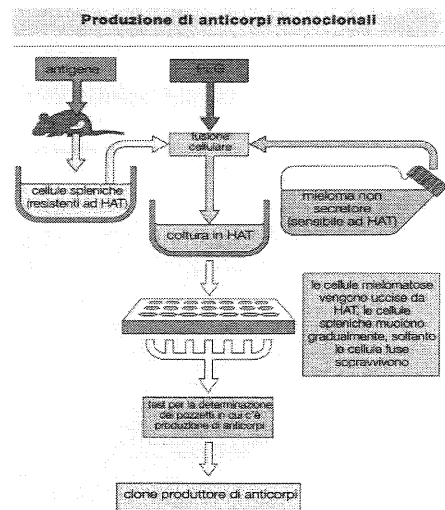 Produzione di anticorpi monoclonali
antigene
PEG
fusione
cellulare
cellule spleniche
(resistenti ad HAT)
mieloma non
secretore
(sensibile ad HAT)
coltura in HAT
le cellule mielomatose
vengono uccise da
HAT, le cellule
spleniche muoiono
gradualmente, soltanto
le cellule fuse
sopravvivono
test per la determinazione
dei pozzetti in cui c'è
produzione di anticorpi
clone produttore di anticorpi